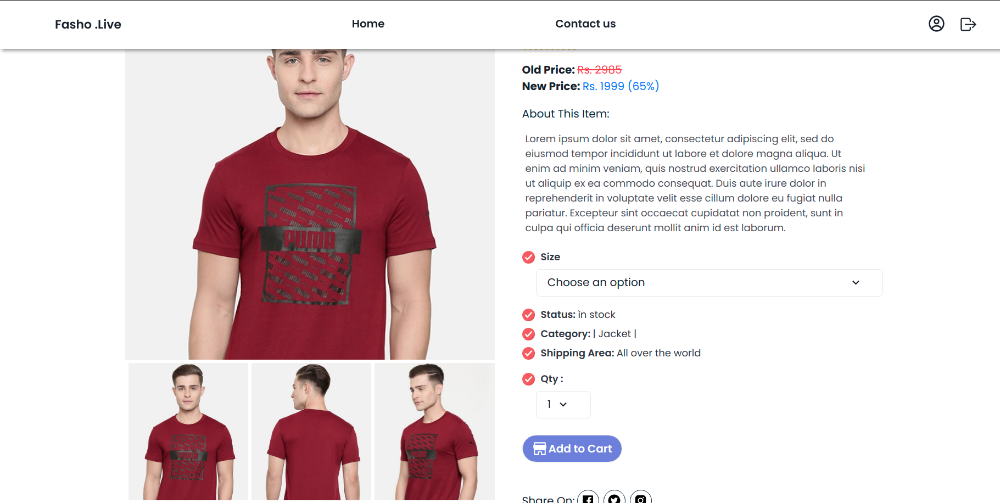 Fasho .Live
Home
Contact us
Old Price: Rs. 2985
New Price: Rs. 1999 (65%)
About This Item:
Lorem ipsum dolor sit amet, consectetur adipiscing elit, sed do
eiusmod tempor incididunt ut labore et dolore magna aliqua. Ut
enim ad minim veniam, quis nostrud exercitation ullamco laboris nisi
ut aliquip ex ea commodo consequat. Duis aute irure dolor in
reprehenderit in voluptate velit esse cillum dolore eu fugiat nulla
pariatur. Excepteur sint occaecat cupidatat non proident, sunt in
culpa qui officia deserunt mollit anim id est laborum.
Size
Choose an option
Status: ìn stock
Category: | Jacket |
Shipping Area: All over the world
Qty :
1
Add to Cart
Share On:
PUMA